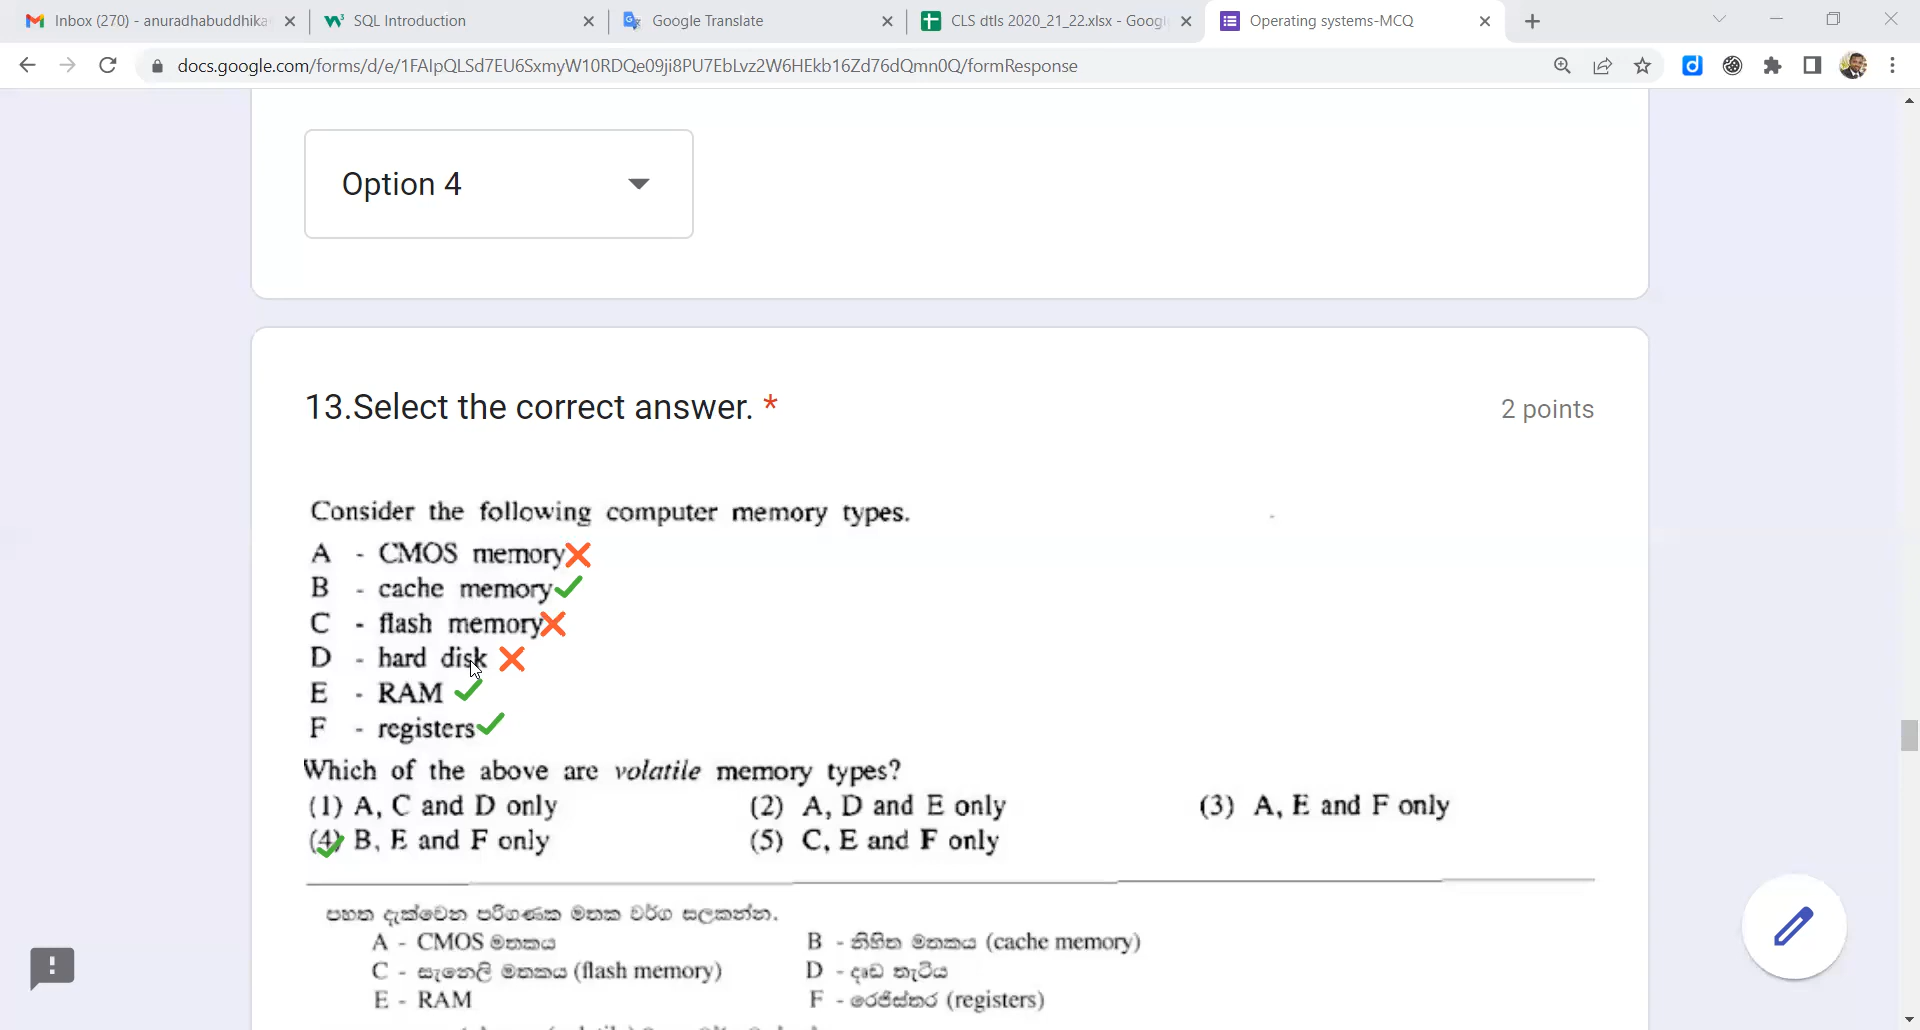 Inbox (270) - anuradhabuddhika
SQL Introduction
Google Translate
CLS dtls 2020_21_22.xlsx - Googl
Operating systems-MCQ
docs.google.com/forms/d/e/1FAIpQLSd7EU6SxmyW10RDQe09ji8PU7EbLvz2W6HEkb16Zd76dQmn0Q/formResponse
Option 4
13.Select the correct answer. *
2 points
Consider the following computer memory types.
A - CMOS memory
B - cache memory
C - flash memory
D - hard disk
E - RAM
F - registers
Which of the above are volatile memory types?
(1) A, C and D only (2) A, D and E only (3) A, E and F only
(4) B, E and F only (5) C, E and F only
පහත දැක්වෙන පරිගණක මතක වර්ග සලකන්න.
A - CMOS මතකය B - නිහිත මතකය (cache memory)
C - සැනෙලි මතකය (flash memory) D - දෘඩ තැටිය
E - RAM F - රෙජිස්තර (registers)